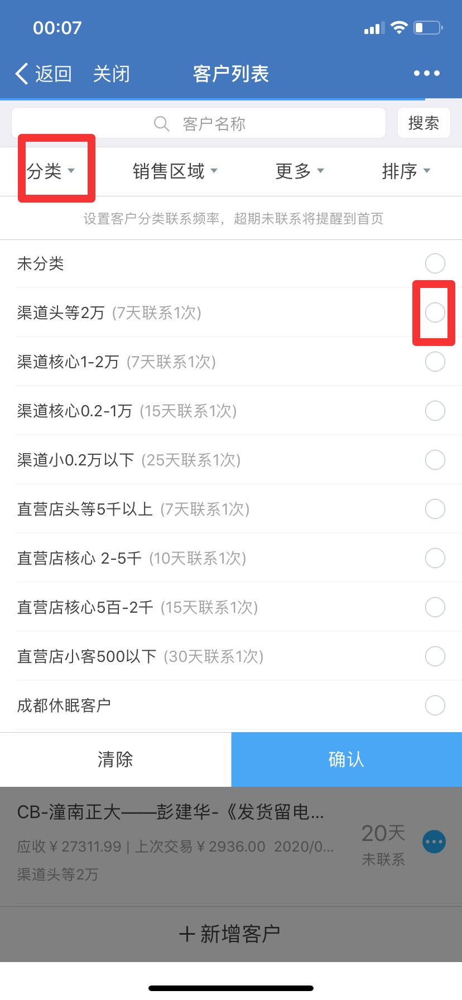 00:07
返回 关闭 客户列表
客户名称 搜索
分类 销售区域 更多 排序
设置客户分类联系频率，超期未联系将提醒到首页
未分类
渠道头等2万 (7天联系1次)
渠道核心1-2万 (7天联系1次)
渠道核心0.2-1万 (15天联系1次)
渠道小0.2万以下 (25天联系1次)
直营店头等5千以上 (7天联系1次)
直营店核心 2-5千 (10天联系1次)
直营店核心5百-2千 (15天联系1次)
直营店小客500以下 (30天联系1次)
成都休眠客户
清除 确认
CB-潼南正大——彭建华-《发货留电...
20天
应收¥27311.99 | 上次交易¥2936.00 2020/0...
未联系
渠道头等2万
＋新增客户